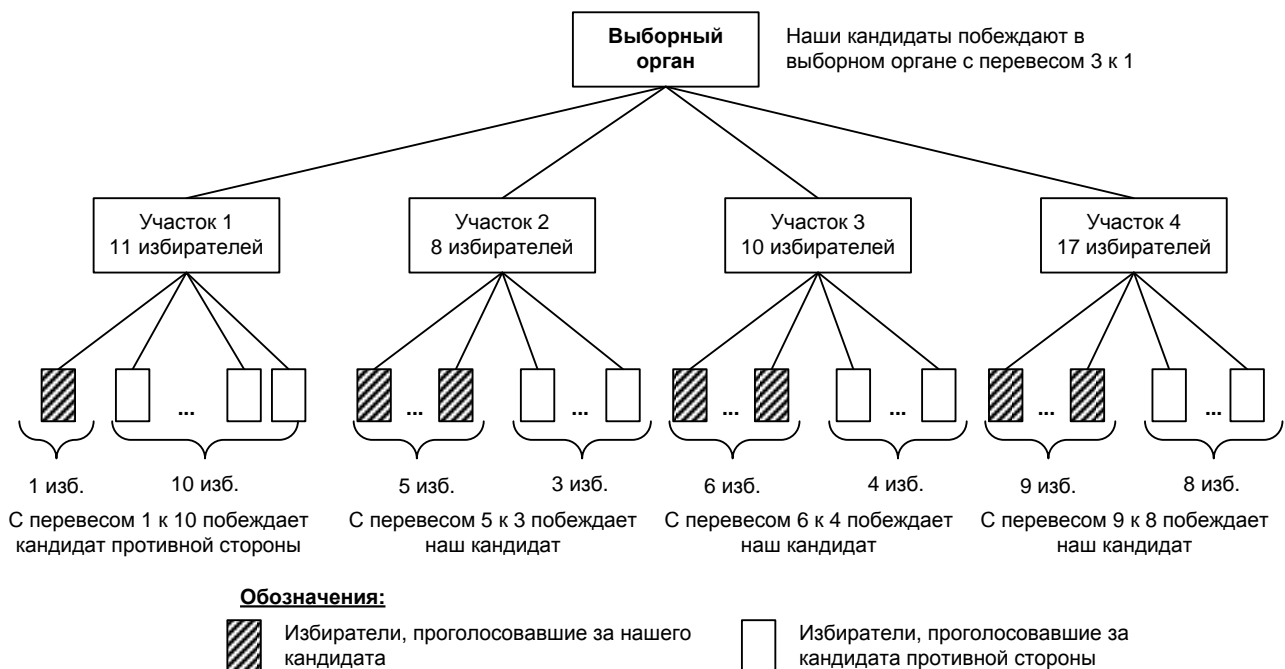 Выборный
орган
Наши кандидаты побеждают в
выборном органе с перевесом 3 к 1
Участок 1
11 избирателей
Участок 2
8 избирателей
Участок 3
10 избирателей
Участок 4
17 избирателей
...
...
...
...
...
...
...
1 изб.
10 изб.
5 изб.
3 изб.
6 изб.
4 изб.
9 изб.
8 изб.
С перевесом 1 к 10 побеждает
кандидат противной стороны
С перевесом 5 к 3 побеждает
наш кандидат
С перевесом 6 к 4 побеждает
наш кандидат
С перевесом 9 к 8 побеждает
наш кандидат
Обозначения:
Избиратели, проголосовавшие за нашего
кандидата
Избиратели, проголосовавшие за
кандидата противной стороны